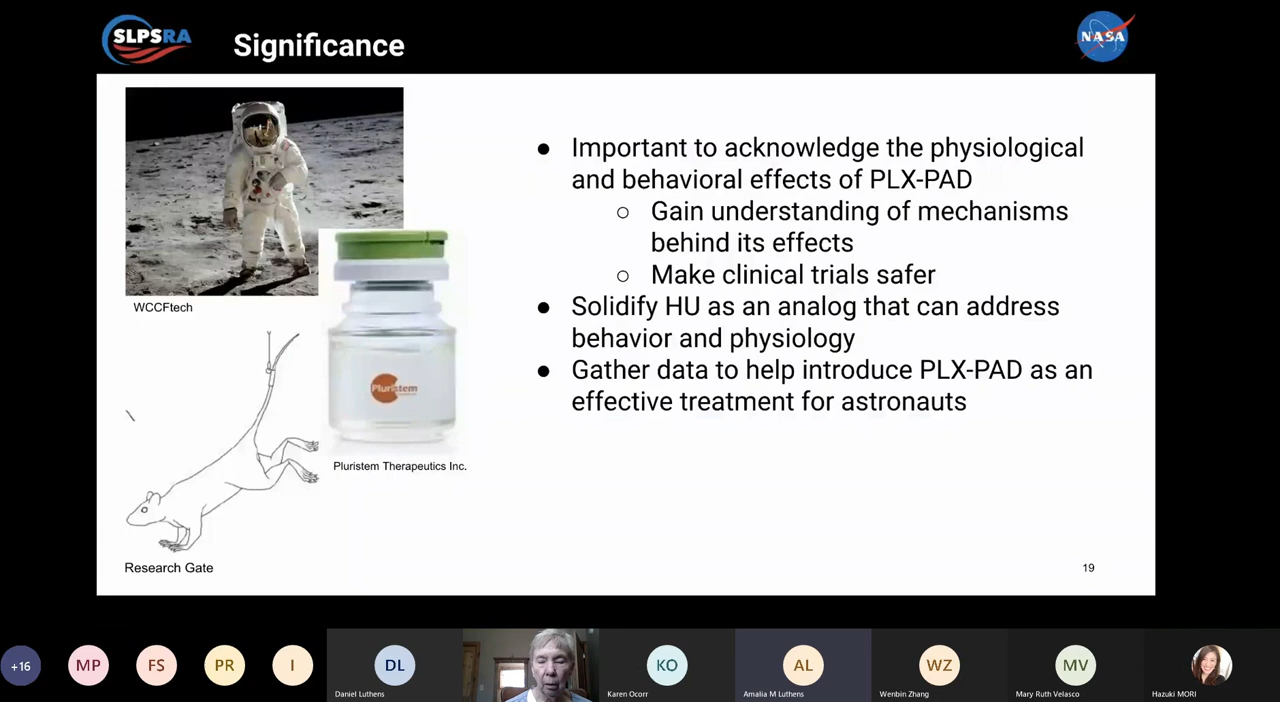 SLPSRA
Significance
NASA
● Important to acknowledge the physiological
and behavioral effects of PLX-PAD
○ Gain understanding of mechanisms
behind its effects
○ Make clinical trials safer
● Solidify HU as an analog that can address
behavior and physiology
● Gather data to help introduce PLX-PAD as an
effective treatment for astronauts
WCCFtech
Pluristem
Pluristem Therapeutics Inc.
Research Gate
19
+16
MP
FS
PR
I
DL
Daniel Luthens
KO
Karen Ocorr
AL
Amalia M Luthens
WZ
Wenbin Zhang
MV
Mary Ruth Velasco
Hazuki MORI